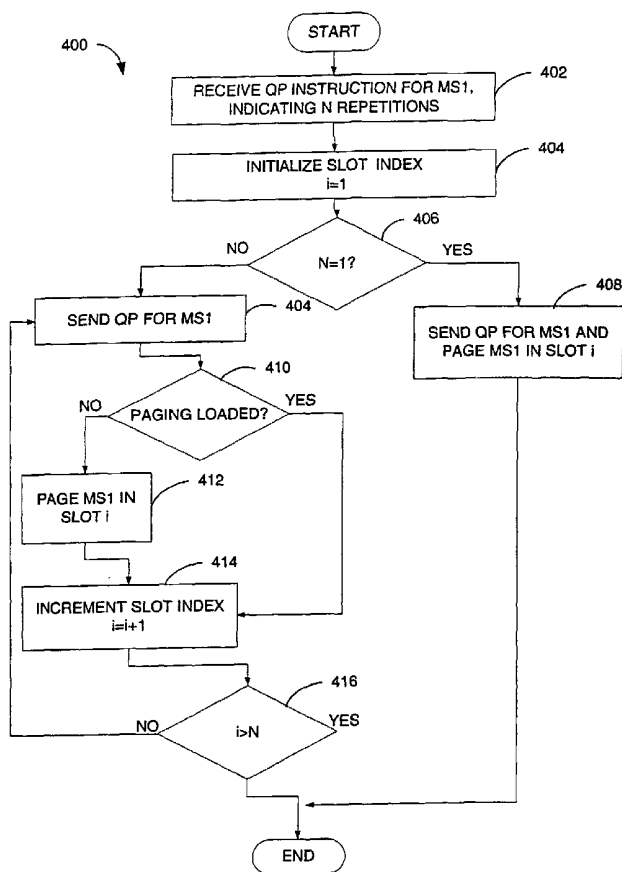 START
400
402
RECEIVE QP INSTRUCTION FOR MS1,
INDICATING N REPETITIONS
404
INITIALIZE SLOT INDEX
i=1
406
NO
N=1?
YES
408
SEND QP FOR MS1
404
SEND QP FOR MS1 AND
PAGE MS1 IN SLOT i
410
NO
PAGING LOADED?
YES
412
PAGE MS1 IN
SLOT i
414
INCREMENT SLOT INDEX
i=i+1
416
NO
i>N
YES
END